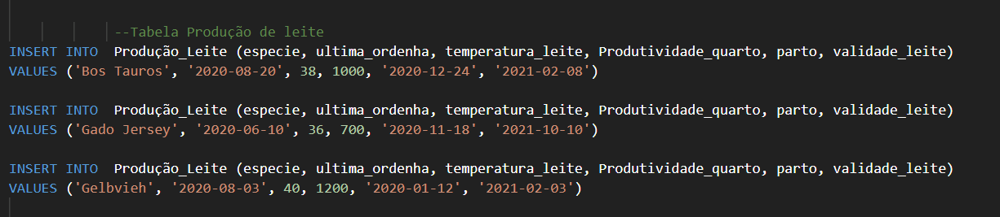 --Tabela Produção de leite
INSERT INTO  Produção_Leite (especie, ultima_ordenha, temperatura_leite, Produtividade_quarto, parto, validade_leite)
VALUES ('Bos Tauros', '2020-08-20', 38, 1000, '2020-12-24', '2021-02-08')
INSERT INTO  Produção_Leite (especie, ultima_ordenha, temperatura_leite, Produtividade_quarto, parto, validade_leite)
VALUES ('Gado Jersey', '2020-06-10', 36, 700, '2020-11-18', '2021-10-10')
INSERT INTO  Produção_Leite (especie, ultima_ordenha, temperatura_leite, Produtividade_quarto, parto, validade_leite)
VALUES ('Gelbvieh', '2020-08-03', 40, 1200, '2020-01-12', '2021-02-03')